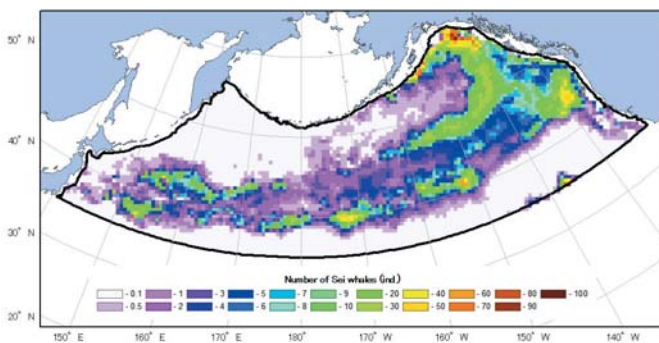 50˚ N
40˚ N
30˚ N
20˚ N
Number of Sei whales (ind.)
- 0.1 - 1 - 3 - 5 - 7 - 9 - 20 - 40 - 60 - 80 - 100
- 0.5 - 2 - 4 - 6 - 8 - 10 - 30 - 50 - 70 - 90
150˚ E 160˚ E 170˚ E 180˚ 170˚ W 160˚ W 150˚ W 140˚ W